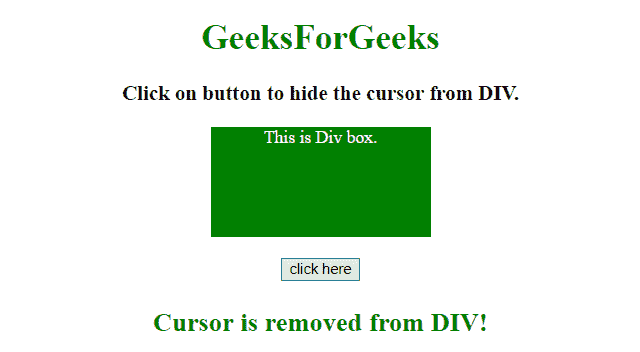 GeeksForGeeks
Click on button to hide the cursor from DIV.
This is Div box.
click here
Cursor is removed from DIV!